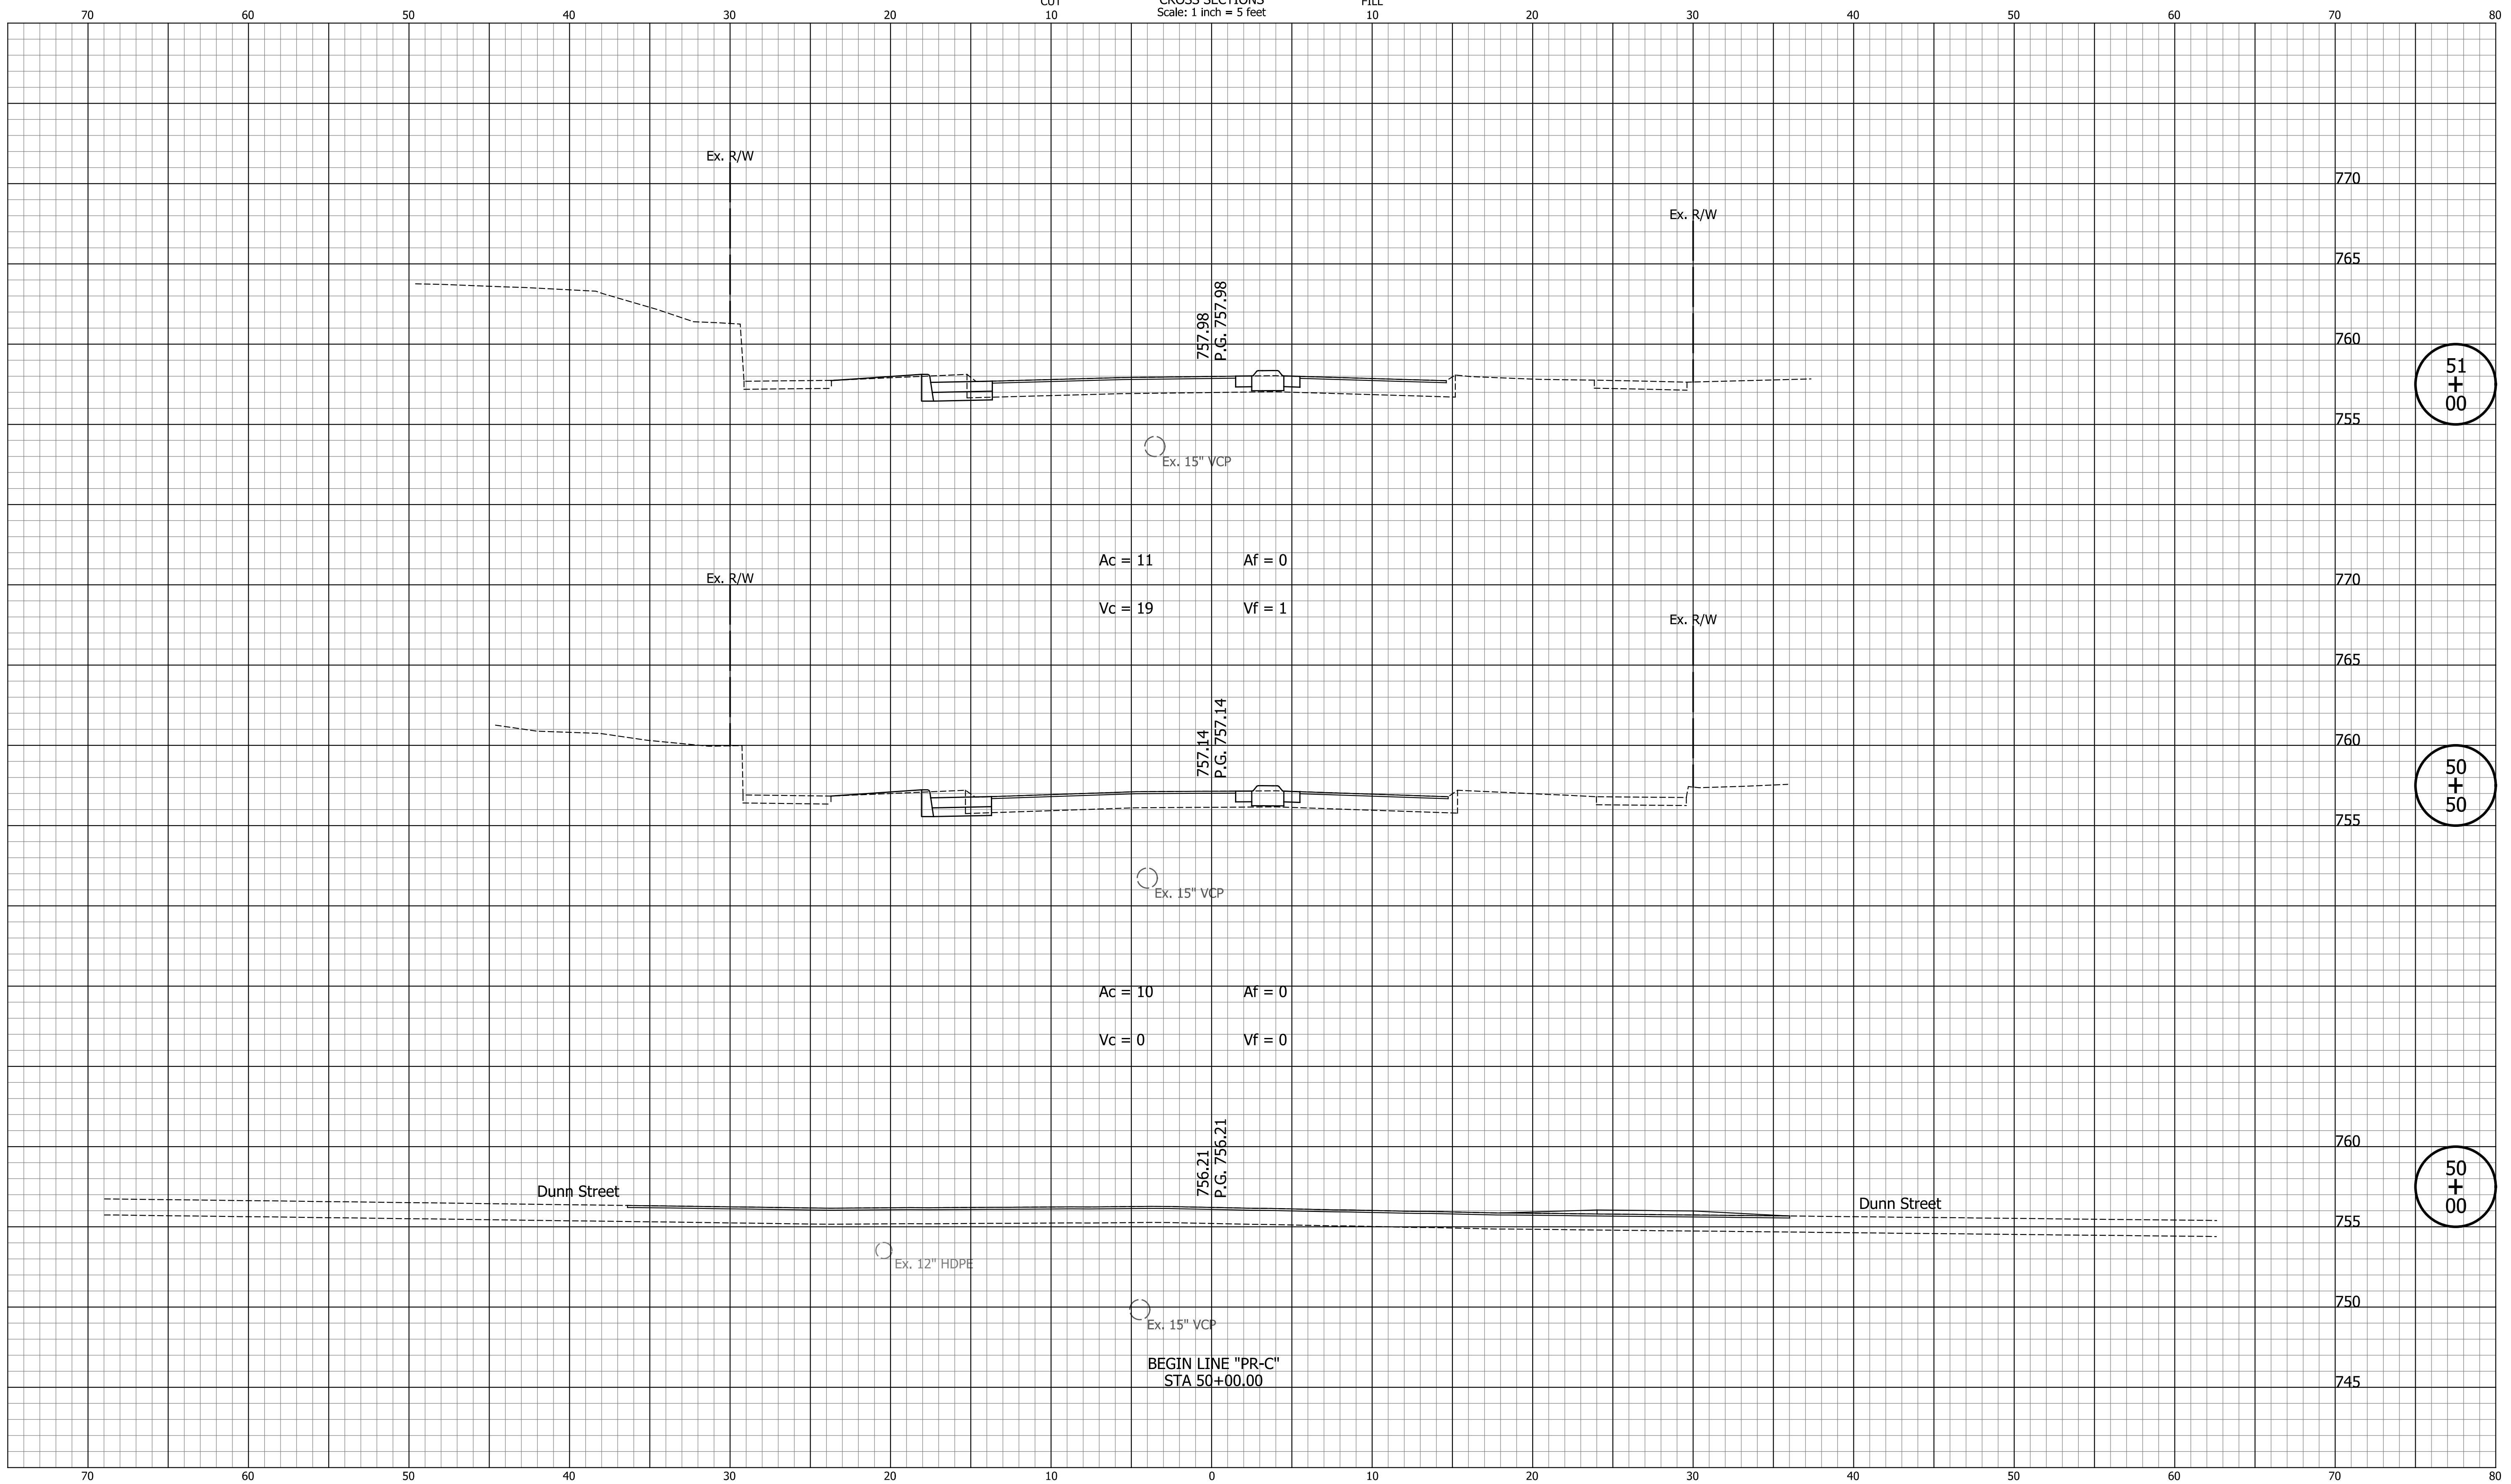 CUT CROSS SECTIONS FILL
Scale: 1 inch = 5 feet
70 60 50 40 30 20 10 10 20 30 40 50 60 70 80
Ex. R/W
770
Ex. R/W
765
757.98
P.G. 757.98
760
51
+
00
755
Ex. 15" VCP
Ac = 11 Af = 0
Ex. R/W
770
Vc = 19 Vf = 1
Ex. R/W
765
757.14
P.G. 757.14
760
50
+
50
755
Ex. 15" VCP
Ac = 10 Af = 0
Vc = 0 Vf = 0
756.21
P.G. 756.21
760
50
+
00
Dunn Street
Dunn Street
755
Ex. 12" HDPE
750
Ex. 15" VCP
BEGIN LINE "PR-C"
STA 50+00.00
745
70 60 50 40 30 20 10 0 10 20 30 40 50 60 70 80